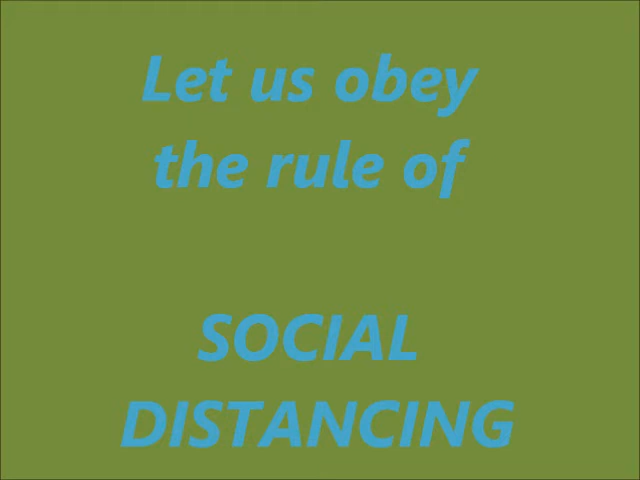 Let us obey
the rule of
SOCIAL
DISTANCING